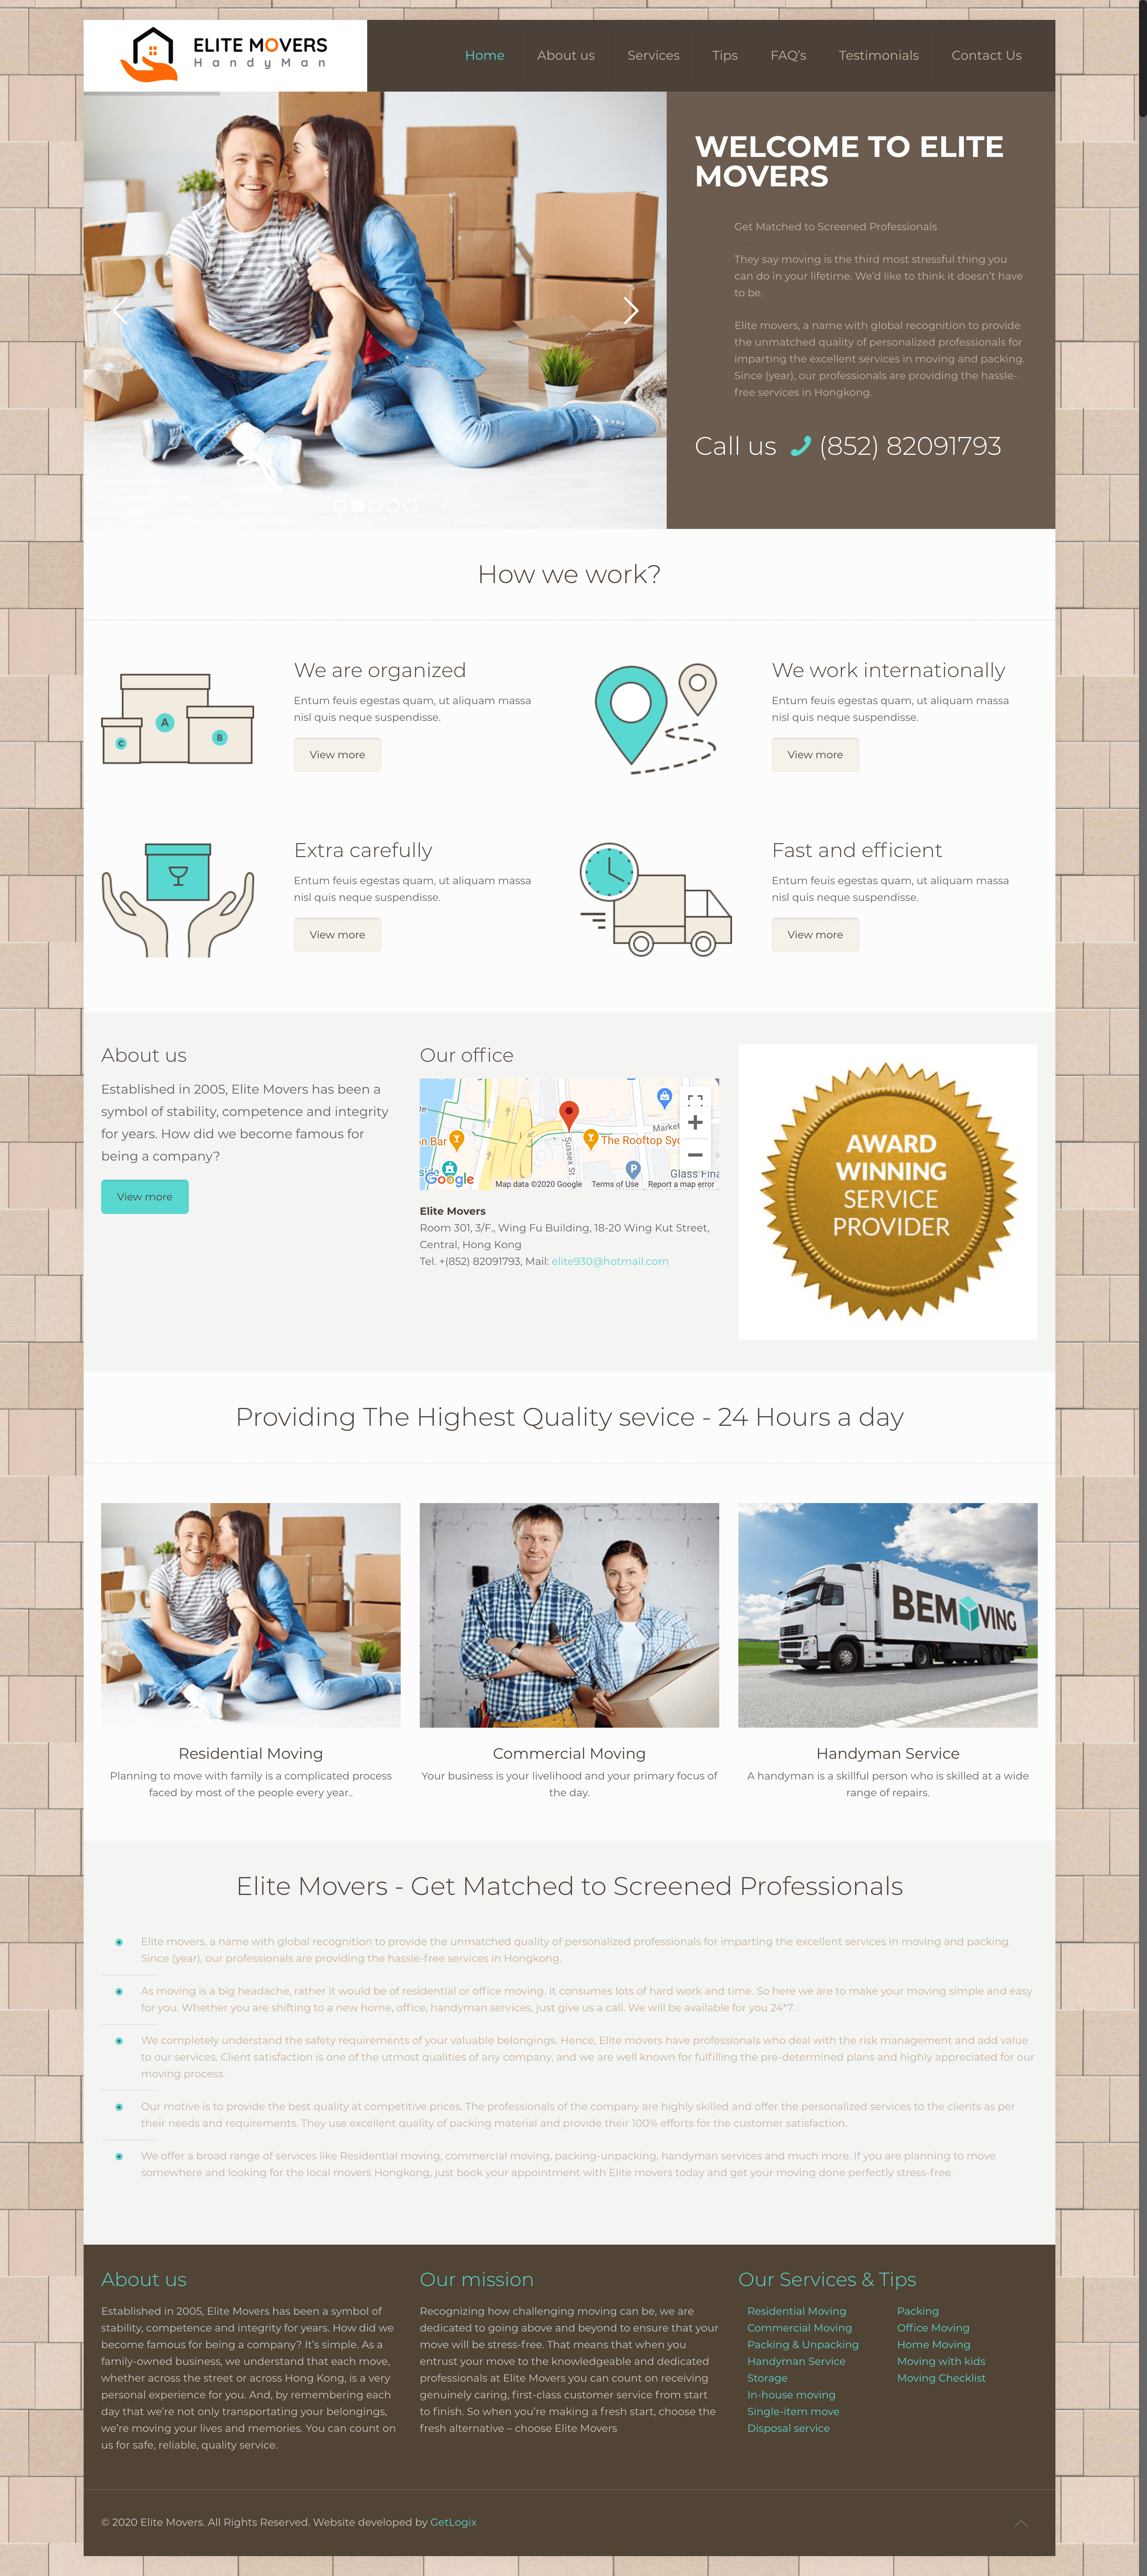 ELITE MOVERS
HandyMan
Home
About us
Services
Tips
FAQ's
Testimonials
Contact Us
WELCOME TO ELITE
MOVERS
Get Matched to Screened Professionals
They say moving is the third most stressful thing you
can do in your lifetime. We'd like to think it doesn't have
to be.
Elite movers, a name with global recognition to provide
the unmatched quality of personalized professionals for
imparting the excellent services in moving and packing.
Since (year), our professionals are providing the hassle-
free services in Hongkong.
Call us (852) 82091793
How we work?
A
B
C
We are organized
Entum feuis egestas quam, ut aliquam massa
nisl quis neque suspendisse.
View more
We work internationally
Entum feuis egestas quam, ut aliquam massa
nisl quis neque suspendisse.
View more
Extra carefully
Entum feuis egestas quam, ut aliquam massa
nisl quis neque suspendisse.
View more
Fast and efficient
Entum feuis egestas quam, ut aliquam massa
nisl quis neque suspendisse.
View more
About us
Established in 2005, Elite Movers has been a
symbol of stability, competence and integrity
for years. How did we become famous for
being a company?
View more
Our office
Market
Bar
The Rooftop
Sussex St
P
Google
Map data ©2020 Google
Terms of Use
Report a map error
Elite Movers
Room 301, 3/F., Wing Fu Building, 18-20 Wing Kut Street,
Central, Hong Kong
Tel. +(852) 82091793, Mail: elite930@hotmail.com
AWARD
WINNING
SERVICE
PROVIDER
Providing The Highest Quality sevice - 24 Hours a day
BEMOVING
Residential Moving
Planning to move with family is a complicated process
faced by most of the people every year..
Commercial Moving
Your business is your livelihood and your primary focus of
the day.
Handyman Service
A handyman is a skillful person who is skilled at a wide
range of repairs.
Elite Movers - Get Matched to Screened Professionals
Elite movers, a name with global recognition to provide the unmatched quality of personalized professionals for imparting the excellent services in moving and packing.
Since (year), our professionals are providing the hassle-free services in Hongkong.
As moving is a big headache, rather it would be of residential or office moving. It consumes lots of hard work and time. So here we are to make your moving simple and easy
for you. Whether you are shifting to a new home, office, handyman services, just give us a call. We will be available for you 24*7.
We completely understand the safety requirements of your valuable belongings. Hence, Elite movers have professionals who deal with the risk management and add value
to our services. Client satisfaction is one of the utmost qualities of any company, and we are well known for fulfilling the pre-determined plans and highly appreciated for our
moving process.
Our motive is to provide the best quality at competitive prices. The professionals of the company are highly skilled and offer the personalized services to the clients as per
their needs and requirements. They use excellent quality of packing material and provide their 100% efforts for the customer satisfaction.
We offer a broad range of services like Residential moving, commercial moving, packing-unpacking, handyman services and much more. If you are planning to move
somewhere and looking for the local movers Hongkong, just book your appointment with Elite movers today and get your moving done perfectly stress-free.
About us
Established in 2005, Elite Movers has been a symbol of
stability, competence and integrity for years. How did we
become famous for being a company? It's simple. As a
family-owned business, we understand that each move,
whether across the street or across Hong Kong, is a very
personal experience for you. And, by remembering each
day that we're not only transportating your belongings,
we're moving your lives and memories. You can count on
us for safe, reliable, quality service.
Our mission
Recognizing how challenging moving can be, we are
dedicated to going above and beyond to ensure that your
move will be stress-free. That means that when you
entrust your move to the knowledgeable and dedicated
professionals at Elite Movers you can count on receiving
genuinely caring, first-class customer service from start
to finish. So when you're making a fresh start, choose the
fresh alternative – choose Elite Movers
Our Services & Tips
Residential Moving
Commercial Moving
Packing & Unpacking
Handyman Service
Storage
In-house moving
Single-item move
Disposal service
Packing
Office Moving
Home Moving
Moving with kids
Moving Checklist
© 2020 Elite Movers. All Rights Reserved. Website developed by GetLogix